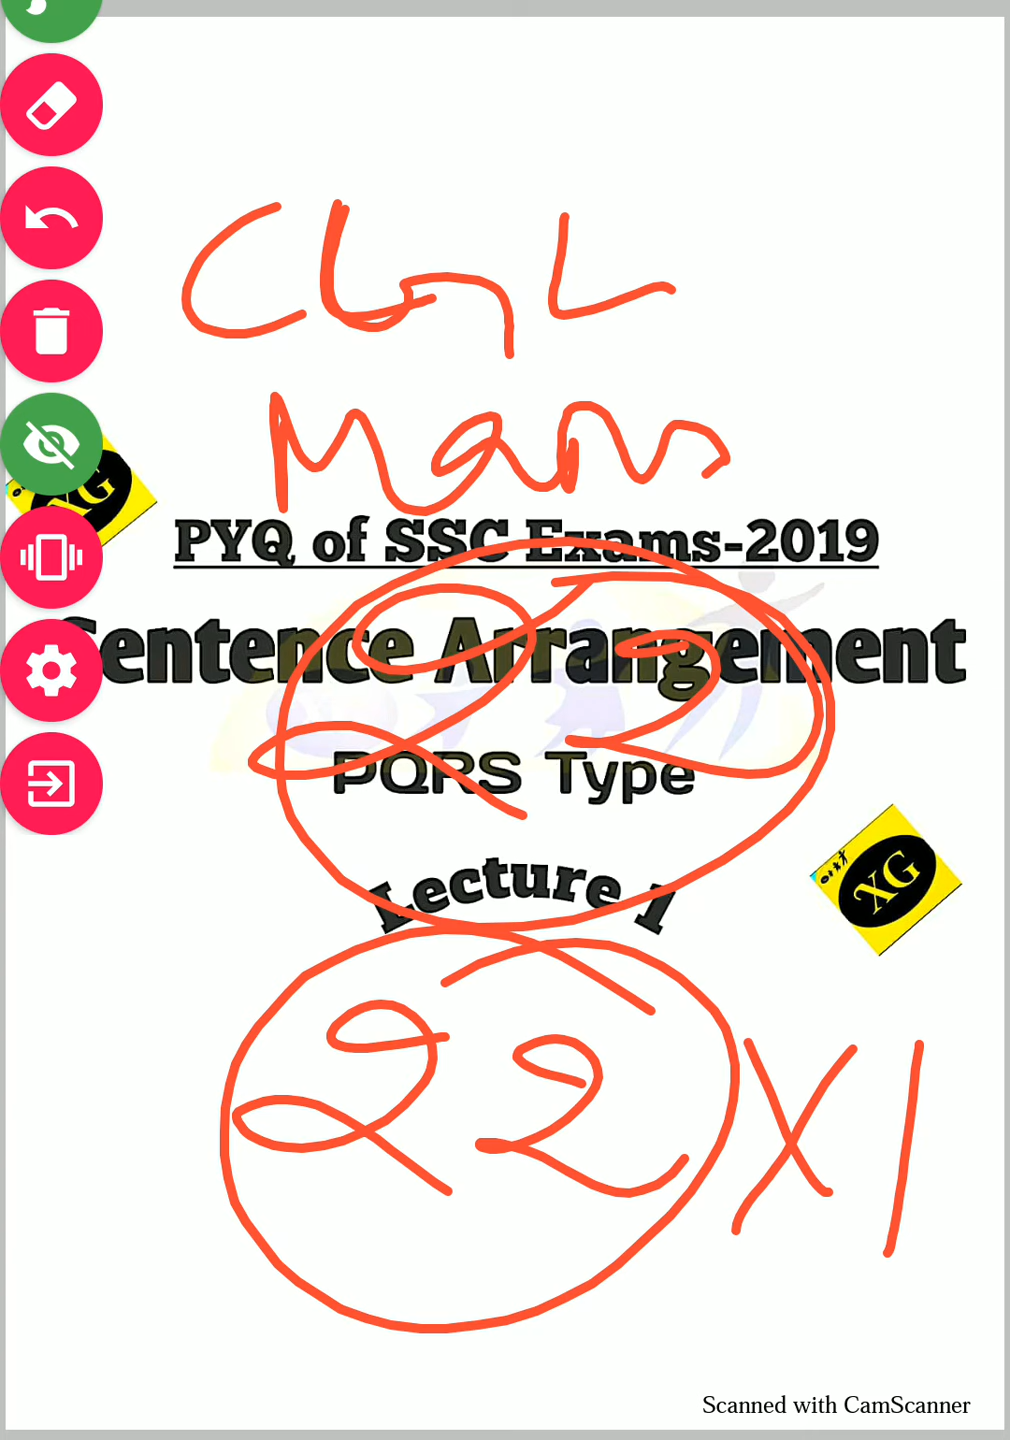 CGL
Mains
XG
PYQ of SSC Exams-2019
Sentence Arrangement
22
PQRS Type
Lecture 1
XG
22 X 1
Scanned with CamScanner